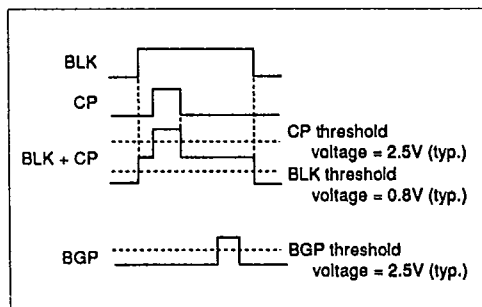 BLK
CP
BLK + CP
CP threshold
voltage = 2.5V (typ.)
BLK threshold
voltage = 0.8V (typ.)
BGP
BGP threshold
voltage = 2.5V (typ.)